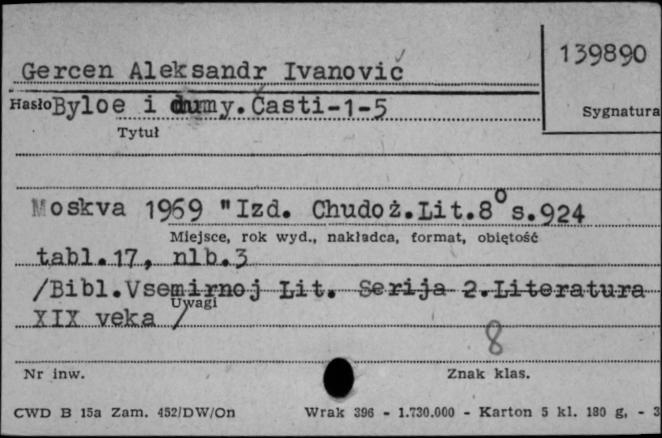 139890
Gercen Aleksandr Ivanovič
Sygnatura
Hasło Byloe i dumy. Časti-1-5
Tytuł
Moskva 1969 "Izd. Chudož.Lit.8° s.924
Miejsce, rok wyd., nakładca, format, objętość
tabl.17, nlb.3
/Bibl.Vsemirnoj Lit. Serija 2.Literatura
Uwagi
XIX veka /
8
Nr inw.
Znak klas.
CWD B 15a Zam. 452/DW/On Wrak 396 - 1.730.000 - Karton 5 kl. 180 g, - 3